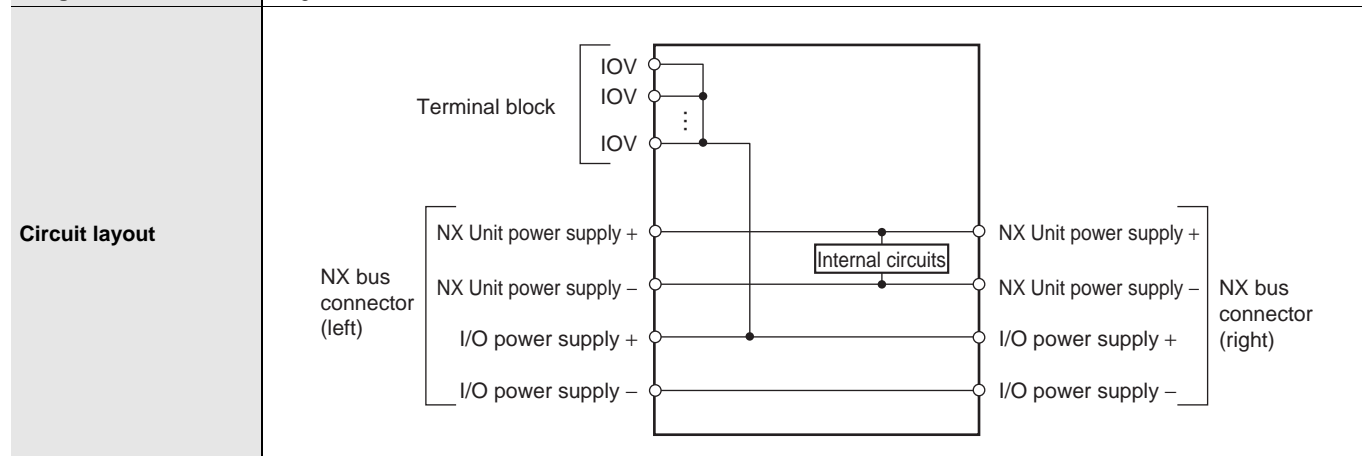 Circuit layout
Terminal block
IOV
IOV
⋮
IOV
NX bus
connector
(left)
NX Unit power supply +
NX Unit power supply −
I/O power supply +
I/O power supply −
Internal circuits
NX Unit power supply +
NX Unit power supply −
I/O power supply +
I/O power supply −
NX bus
connector
(right)